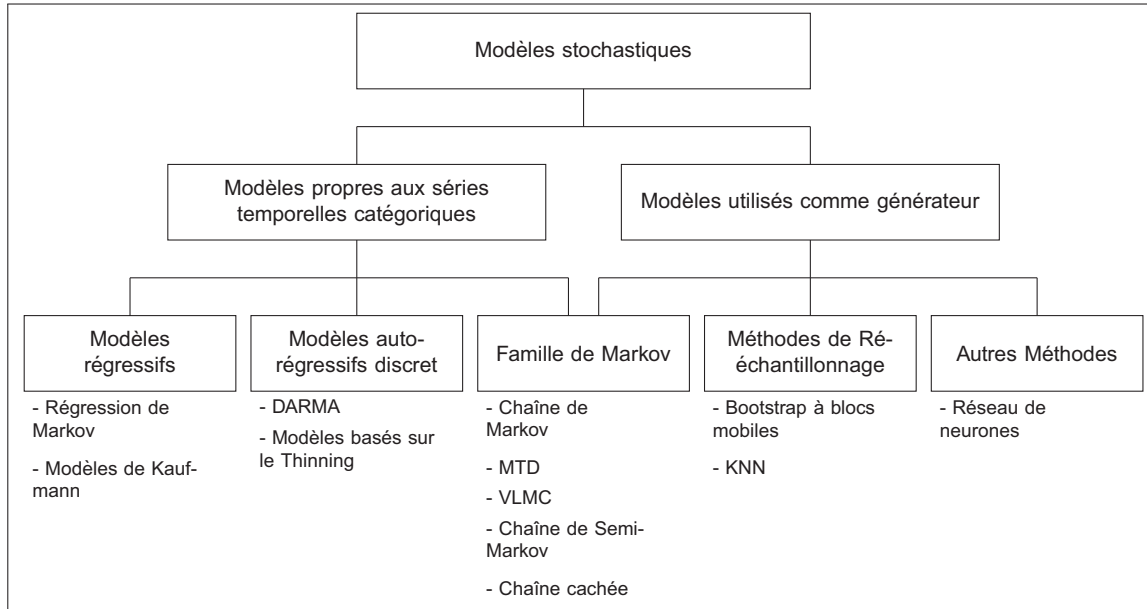 Modèles stochastiques
Modèles propres aux séries
temporelles catégoriques
Modèles utilisés comme générateur
Modèles
régressifs
Modèles auto-
régressifs discret
Famille de Markov
Méthodes de Ré-
échantillonnage
Autres Méthodes
- Régression de
Markov
- Modèles de Kauf-
mann
- DARMA
- Modèles basés sur
le Thinning
- Chaîne de
Markov
- MTD
- VLMC
- Chaîne de Semi-
Markov
- Chaîne cachée
- Bootstrap à blocs
mobiles
- KNN
- Réseau de
neurones